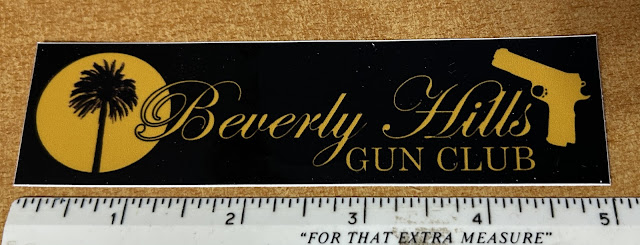 Beverly Hills
GUN CLUB
1 2 3 4 5
"FOR THAT EXTRA MEASURE"